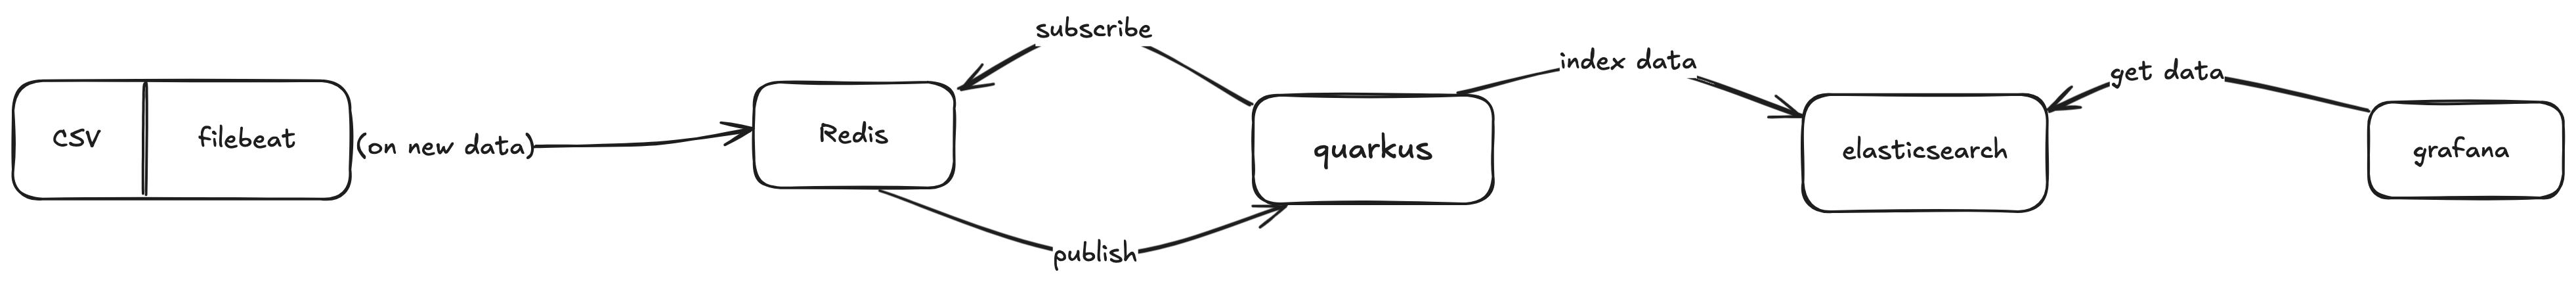 CSV
filebeat
(on new data)
Redis
subscribe
publish
quarkus
index data
elasticsearch
get data
grafana